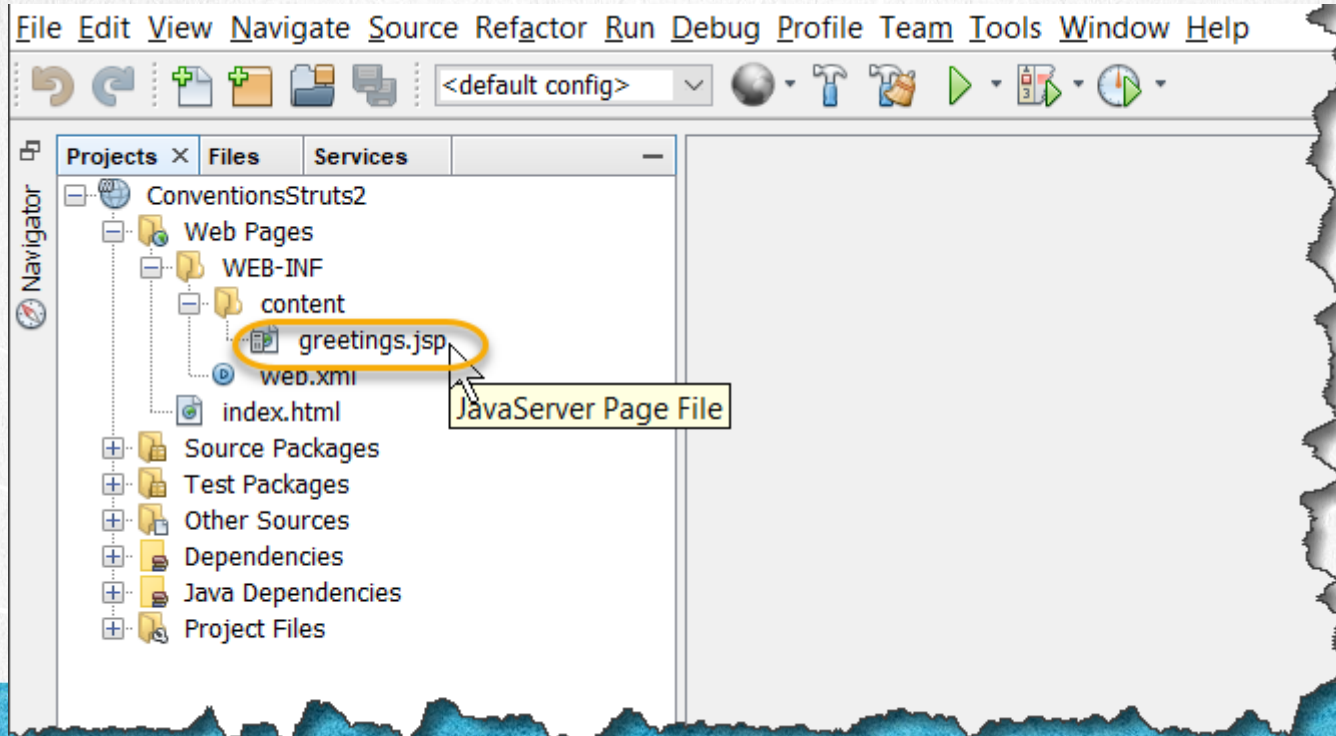 File Edit View Navigate Source Refactor Run Debug Profile Team Tools Window Help
<default config>
Projects Files Services
Navigator
ConventionsStruts2
Web Pages
WEB-INF
content
greetings.jsp
web.xml
JavaServer Page File
index.html
Source Packages
Test Packages
Other Sources
Dependencies
Java Dependencies
Project Files